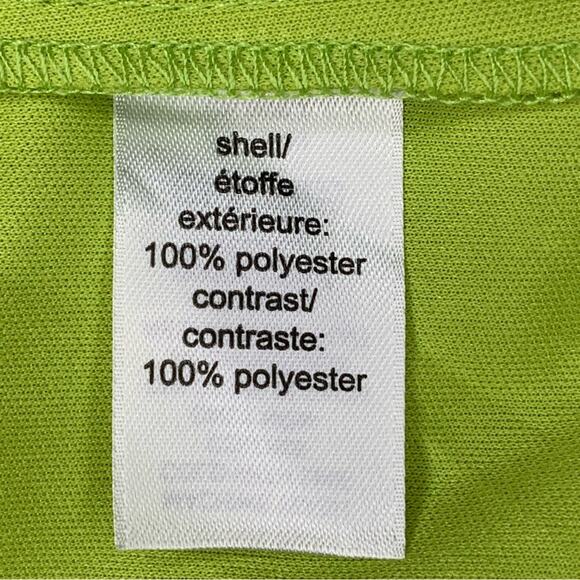 shell/
étoffe
extérieure:
100% polyester
contrast/
contraste:
100% polyester